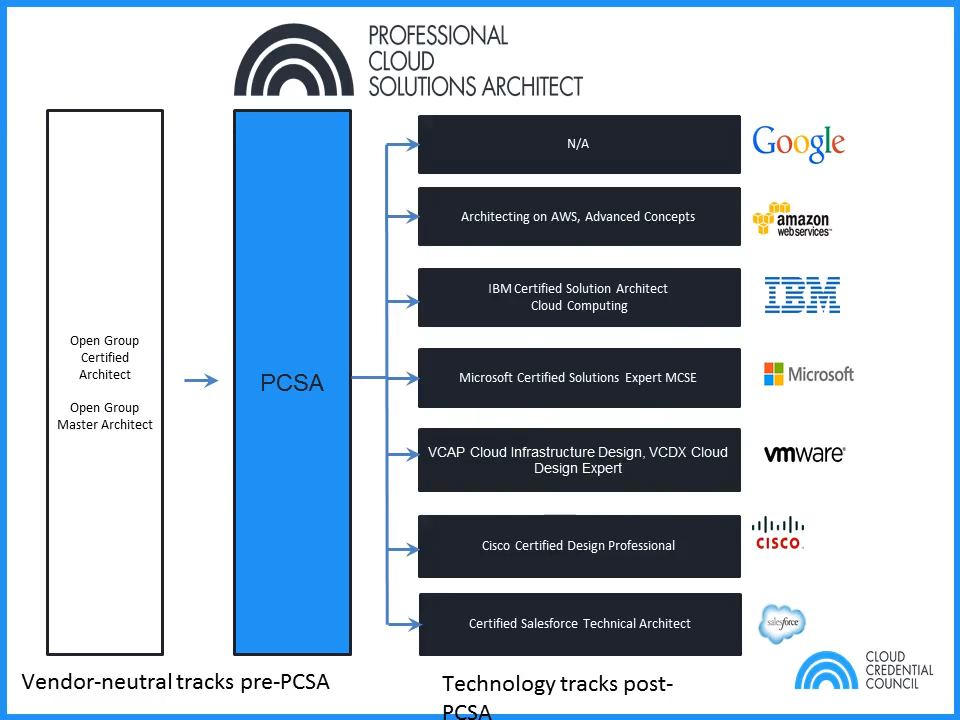 PROFESSIONAL
CLOUD
SOLUTIONS ARCHITECT
Open Group
Certified
Architect
Open Group
Master Architect
PCSA
N/A
Google
Architecting on AWS, Advanced Concepts
amazon
web services™
IBM Certified Solution Architect
Cloud Computing
IBM
Microsoft Certified Solutions Expert MCSE
Microsoft
VCAP Cloud Infrastructure Design, VCDX Cloud
Design Expert
vmware®
Cisco Certified Design Professional
CISCO.
Certified Salesforce Technical Architect
salesforce
Vendor-neutral tracks pre-PCSA
Technology tracks post-
PCSA
CLOUD
CREDENTIAL
COUNCIL